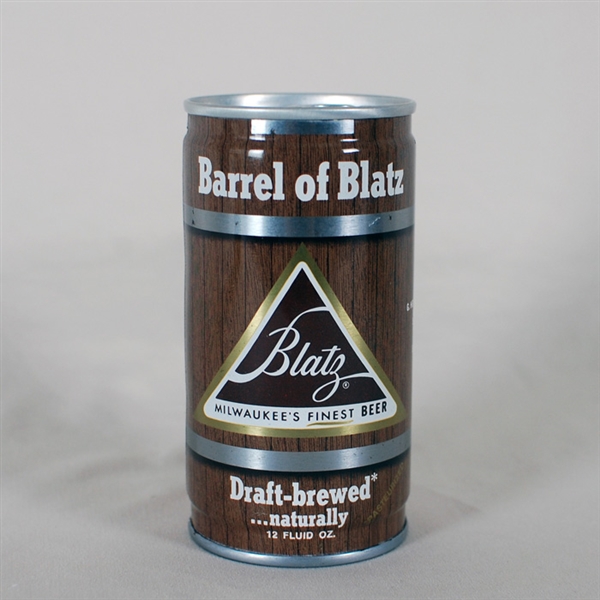 Barrel of Blatz
Blatz®
MILWAUKEE'S FINEST BEER
Draft-brewed*
...naturally
12 FLUID OZ.